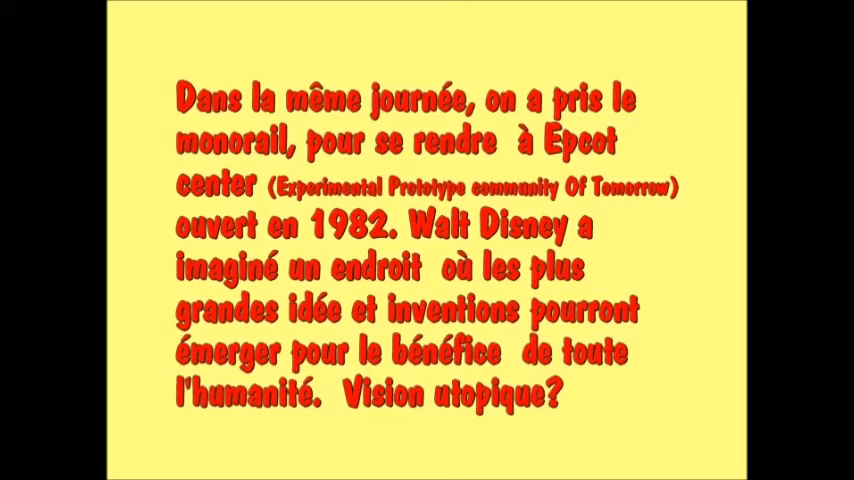 Dans la même journée, on a pris le
monorail, pour se rendre à Epcot
center (Experimental Prototype community Of Tomorrow)
ouvert en 1982. Walt Disney a
imaginé un endroit où les plus
grandes idée et inventions pourront
émerger pour le bénéfice de toute
l'humanité. Vision utopique?